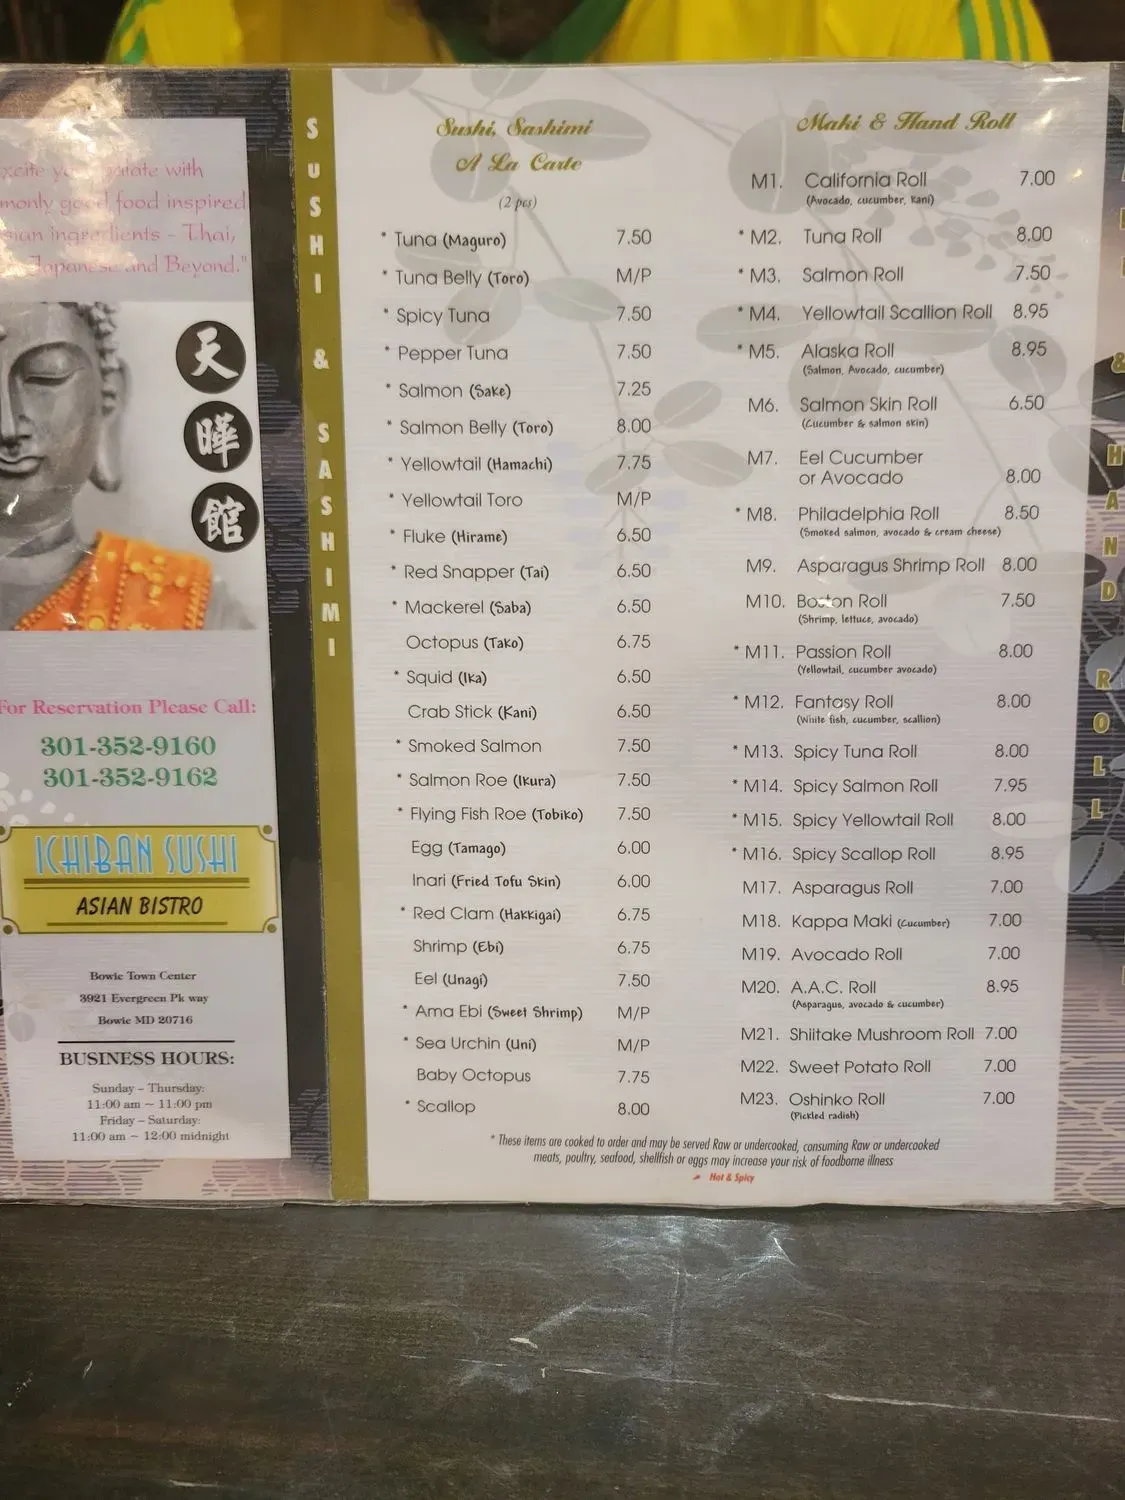 xcite
with
monly good food inspired
sian ingredients - Thai,
Japanese and Beyond."
天
曄
館
For Reservation Please Call:
301-352-9160
301-352-9162
ICHIBAN SUSHI
ASIAN BISTRO
Bowie Town Center
3921 Evergreen Pk way
Bowie MD 20716
BUSINESS HOURS:
Sunday – Thursday:
11:00 am ~ 11:00 pm
Friday – Saturday:
11:00 am ~ 12:00 midnight
SUSHI & SASHIMI
Sushi, Sashimi
A La Carte
(2 pcs)
* Tuna (Maguro) 7.50
* Tuna Belly (Toro) M/P
* Spicy Tuna 7.50
* Pepper Tuna 7.50
* Salmon (Sake) 7.25
* Salmon Belly (Toro) 8.00
* Yellowtail (Hamachi) 7.75
* Yellowtail Toro M/P
* Fluke (Hirame) 6.50
* Red Snapper (Tai) 6.50
* Mackerel (Saba) 6.50
Octopus (Tako) 6.75
* Squid (Ika) 6.50
Crab Stick (Kani) 6.50
* Smoked Salmon 7.50
* Salmon Roe (Ikura) 7.50
* Flying Fish Roe (Tobiko) 7.50
Egg (Tamago) 6.00
Inari (Fried Tofu Skin) 6.00
* Red Clam (Hakkigai) 6.75
Shrimp (Ebi) 6.75
Eel (Unagi) 7.50
* Ama Ebi (Sweet Shrimp) M/P
* Sea Urchin (Uni) M/P
Baby Octopus 7.75
* Scallop 8.00
Maki & Hand Roll
M1. California Roll 7.00
(Avocado, cucumber, Kani)
* M2. Tuna Roll 8.00
* M3. Salmon Roll 7.50
* M4. Yellowtail Scallion Roll 8.95
* M5. Alaska Roll 8.95
(Salmon, Avocado, cucumber)
M6. Salmon Skin Roll 6.50
(Cucumber & salmon skin)
M7. Eel Cucumber
or Avocado 8.00
* M8. Philadelphia Roll 8.50
(Smoked salmon, avocado & cream cheese)
M9. Asparagus Shrimp Roll 8.00
M10. Boston Roll 7.50
(Shrimp, lettuce, avocado)
* M11. Passion Roll 8.00
(Yellowtail, cucumber avocado)
* M12. Fantasy Roll 8.00
(White fish, cucumber, scallion)
* M13. Spicy Tuna Roll 8.00
* M14. Spicy Salmon Roll 7.95
* M15. Spicy Yellowtail Roll 8.00
* M16. Spicy Scallop Roll 8.95
M17. Asparagus Roll 7.00
M18. Kappa Maki (Cucumber) 7.00
M19. Avocado Roll 7.00
M20. A.A.C. Roll 8.95
(Asparagus, avocado & cucumber)
M21. Shiitake Mushroom Roll 7.00
M22. Sweet Potato Roll 7.00
M23. Oshinko Roll 7.00
(Pickled radish)
* These items are cooked to order and may be served Raw or undercooked, consuming Raw or undercooked
meats, poultry, seafood, shellfish or eggs may increase your risk of foodborne illness
Hot & Spicy
& HAND ROLL